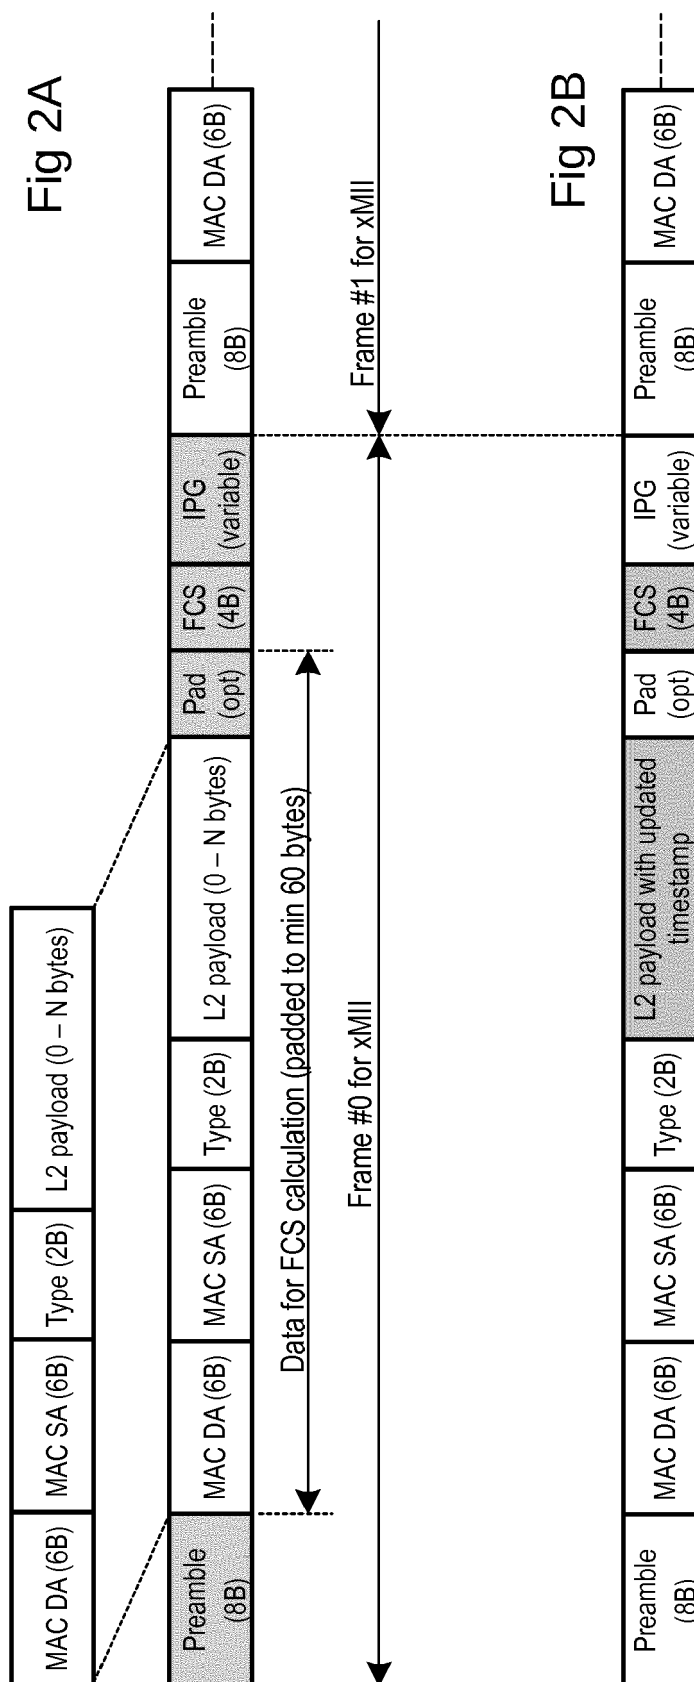 Fig 2A
MAC DA (6B)
MAC SA (6B)
Type (2B)
L2 payload (0 – N bytes)
Preamble
(8B)
MAC DA (6B)
MAC SA (6B)
Type (2B)
L2 payload (0 – N bytes)
Pad
(opt)
FCS
(4B)
IPG
(variable)
Preamble
(8B)
MAC DA (6B)
Data for FCS calculation (padded to min 60 bytes)
Frame #0 for xMII
Frame #1 for xMII
Fig 2B
Preamble
(8B)
MAC DA (6B)
MAC SA (6B)
Type (2B)
L2 payload with updated
timestamp
Pad
(opt)
FCS
(4B)
IPG
(variable)
Preamble
(8B)
MAC DA (6B)